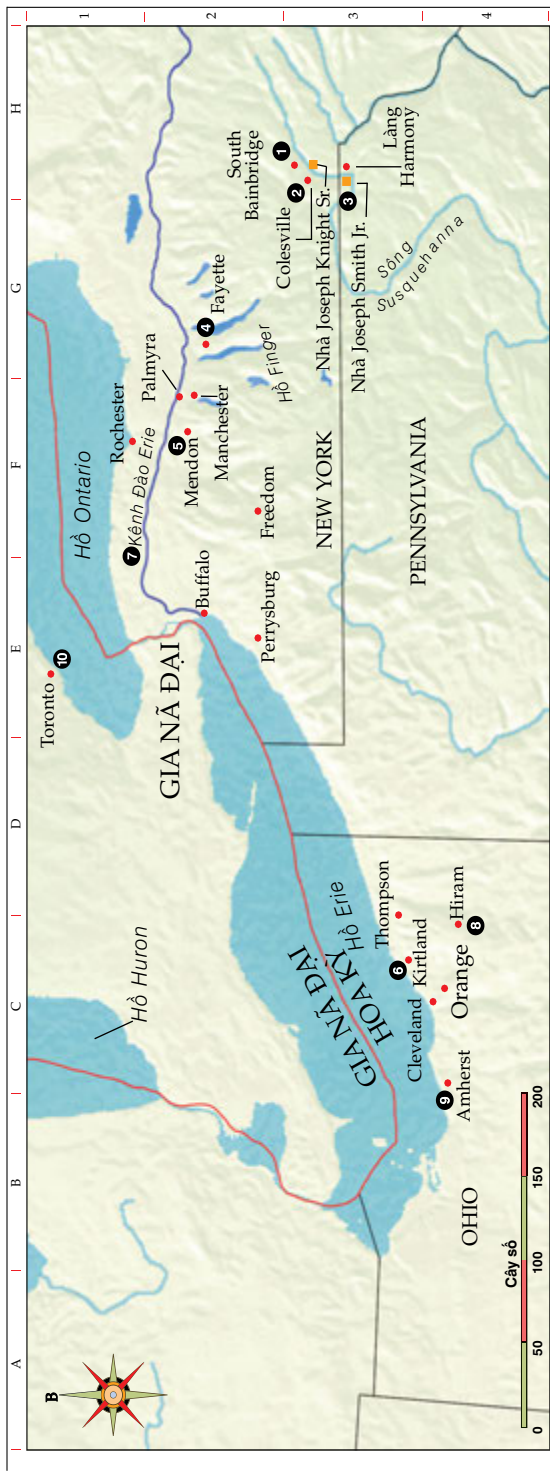 A
B
C
D
E
F
G
H
1
2
3
4
B
Hồ Huron
Toronto
10
Hồ Ontario
Rochester
7
Kênh Đào Erie
Palmyra
GIA NÃ ĐẠI
Buffalo
5
Mendon
Manchester
4
Fayette
Hồ Finger
South
Bainbridge
1
2
Colesville
Nhà Joseph Knight Sr.
3
Nhà Joseph Smith Jr.
Làng
Harmony
Sông
Susquehanna
Perrysburg
Freedom
NEW YORK
PENNSYLVANIA
GIA NÃ ĐẠI
HOA KỲ
Hồ Erie
Thompson
6
Kirtland
Cleveland
Orange
Hiram
8
9
Amherst
OHIO
Cây số
0
50
100
150
200